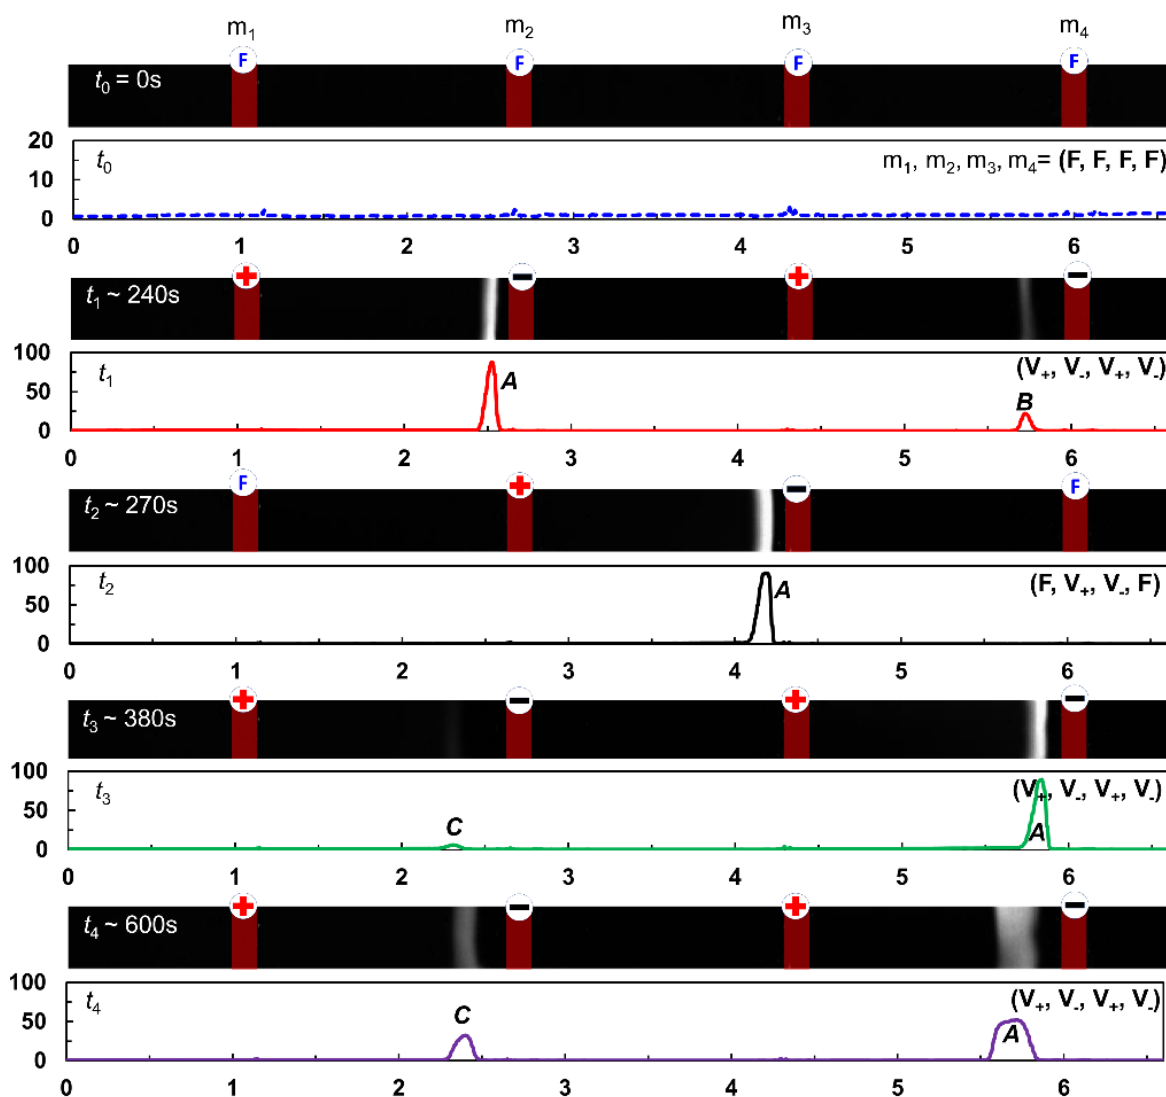 m₁ m₂ m₃ m₄
F F F F
t₀ = 0s
20
t₀ m₁, m₂, m₃, m₄= (F, F, F, F)
10
0
0 1 2 3 4 5 6
+ − + −
t₁ ~ 240s
100
t₁ (V₊, V₋, V₊, V₋)
A
50
B
0
0 1 2 3 4 5 6
F + − F
t₂ ~ 270s
100
t₂ (F, V₊, V₋, F)
A
50
0
0 1 2 3 4 5 6
+ − + −
t₃ ~ 380s
100
t₃ (V₊, V₋, V₊, V₋)
50
C A
0
0 1 2 3 4 5 6
+ − + −
t₄ ~ 600s
100
t₄ (V₊, V₋, V₊, V₋)
C
50
A
0
0 1 2 3 4 5 6